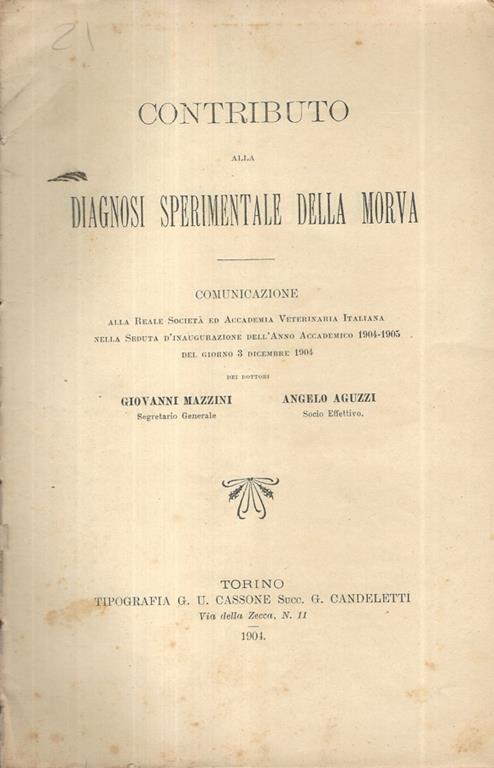 21
CONTRIBUTO
ALLA
DIAGNOSI SPERIMENTALE DELLA MORVA
COMUNICAZIONE
ALLA REALE SOCIETÀ ED ACCADEMIA VETERINARIA ITALIANA
NELLA SEDUTA D'INAUGURAZIONE DELL'ANNO ACCADEMICO 1904-1905
DEL GIORNO 3 DICEMBRE 1904
DEI DOTTORI
GIOVANNI MAZZINI ANGELO AGUZZI
Segretario Generale Socio Effettivo.
TORINO
TIPOGRAFIA G. U. CASSONE Succ. G. CANDELETTI
Via della Zecca, N. 11
1904.